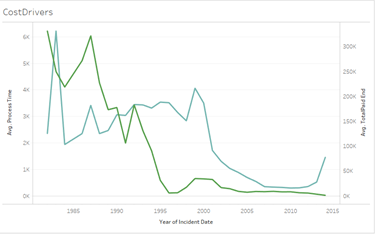 CostDrivers
6K
5K
4K
3K
2K
1K
0K
Avg. Process Time
300K
250K
200K
150K
100K
50K
0K
Avg. TotalPaid End
1985
1990
1995
2000
2005
2010
2015
Year of Incident Date